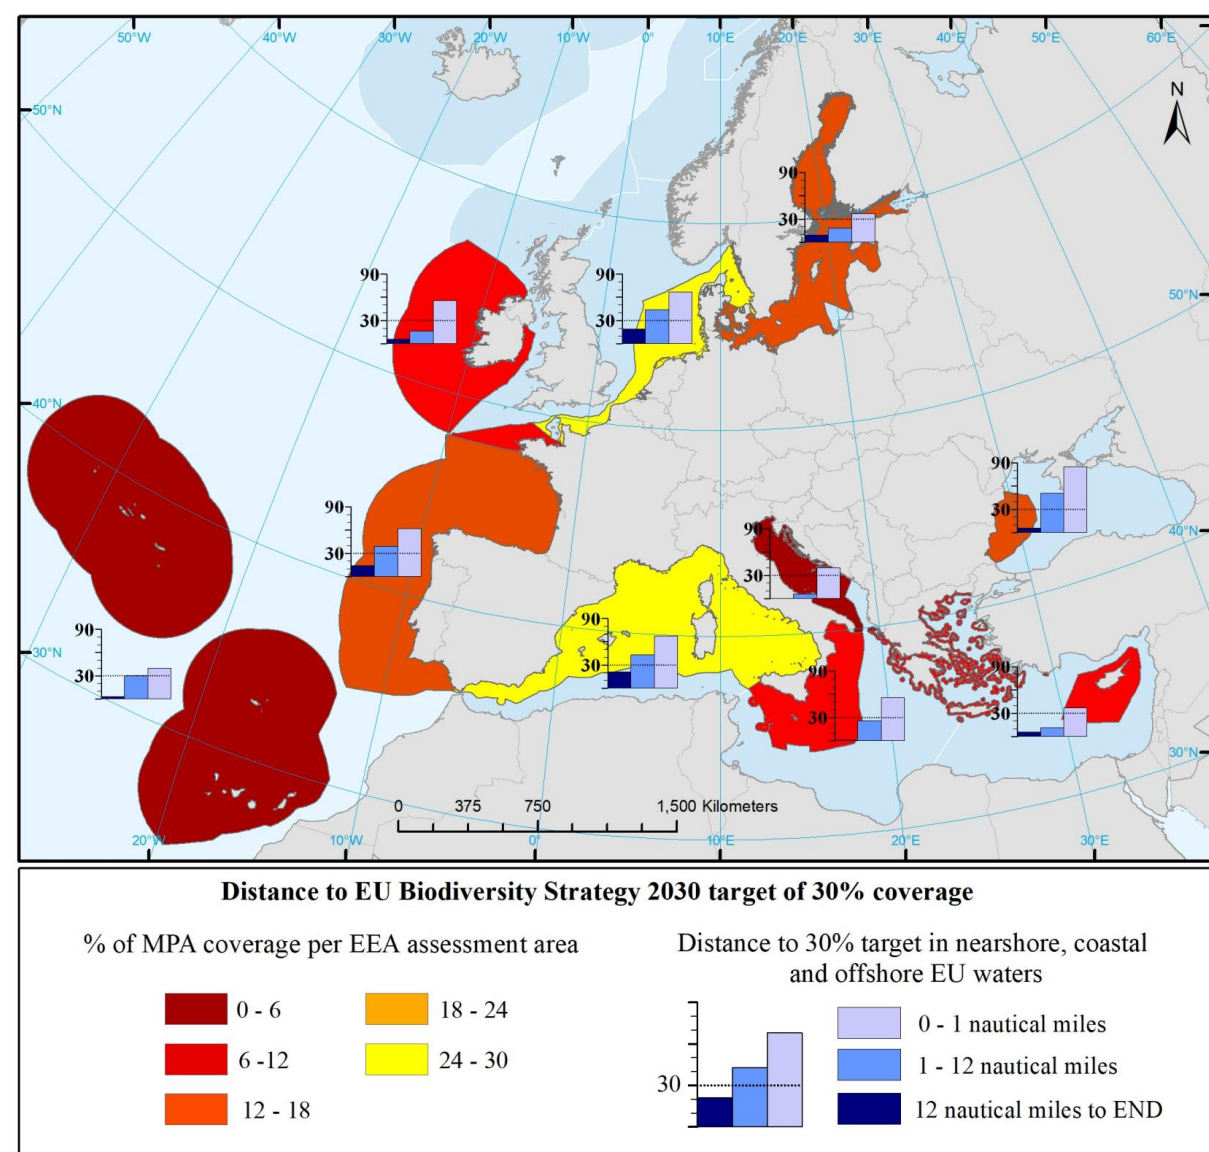 50°W 40°W 30°W 20°W 10°W 0° 10°E 20°E 30°E 40°E 50°E 60°E
N
50°N
90
30
90
30
90
30
50°N
40°N
90
30
90
30
90
30
40°N
90
30
90
30
30°N
90
30
90
30
30°N
0 375 750 1,500 Kilometers
20°W 10°W 0° 10°E 20°E 30°E
Distance to EU Biodiversity Strategy 2030 target of 30% coverage
% of MPA coverage per EEA assessment area
0 - 6
6 -12
12 - 18
18 - 24
24 - 30
Distance to 30% target in nearshore, coastal
and offshore EU waters
30
0 - 1 nautical miles
1 - 12 nautical miles
12 nautical miles to END